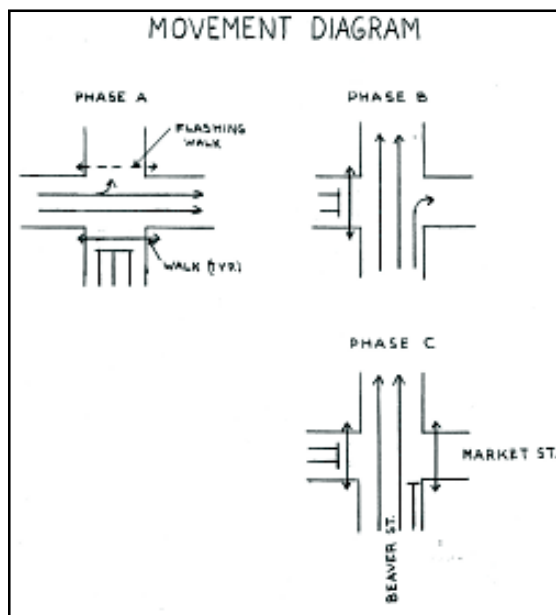 MOVEMENT DIAGRAM
PHASE A
FLASHING
WALK
WALK (TYP.)
PHASE B
PHASE C
MARKET ST.
BEAVER ST.